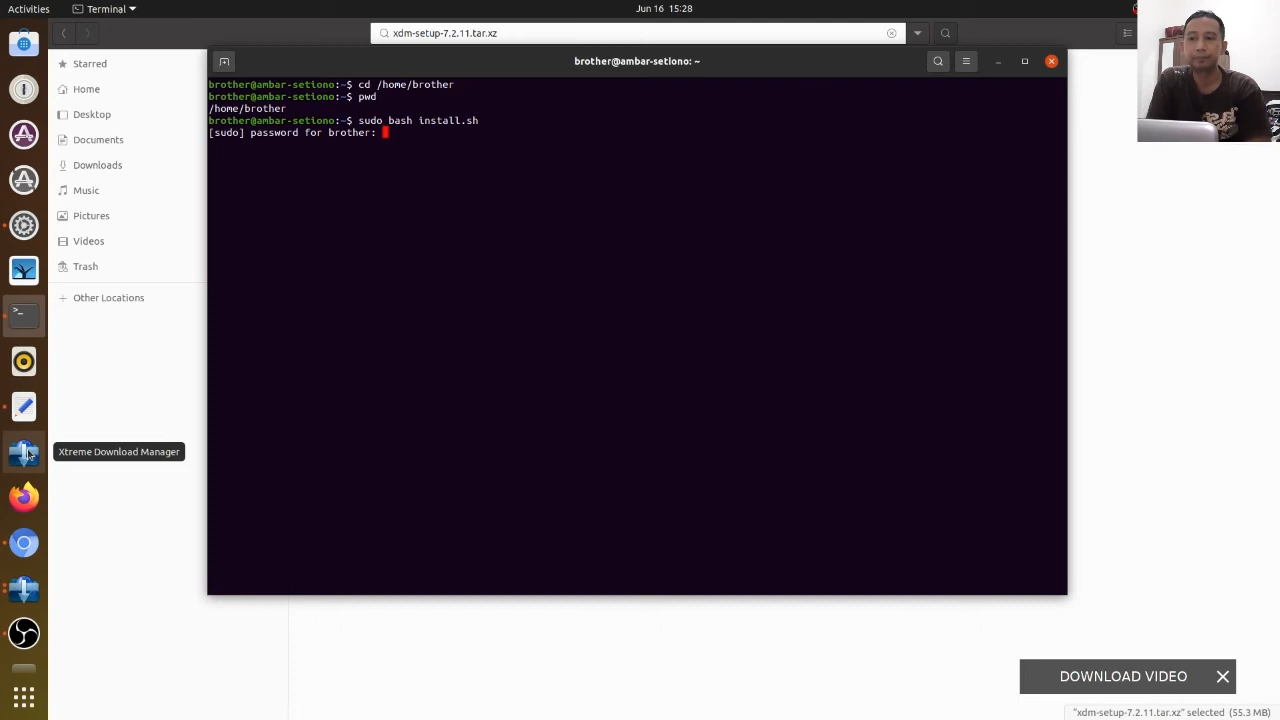 Activities
Terminal
Jun 16 15:28
xdm-setup-7.2.11.tar.xz
Starred
Home
Desktop
Documents
Downloads
Music
Pictures
Videos
Trash
Other Locations
brother@ambar-setiono: ~
brother@ambar-setiono:~$ cd /home/brother
brother@ambar-setiono:~$ pwd
/home/brother
brother@ambar-setiono:~$ sudo bash install.sh
[sudo] password for brother:
Xtreme Download Manager
DOWNLOAD VIDEO
"xdm-setup-7.2.11.tar.xz" selected (55.3 MB)